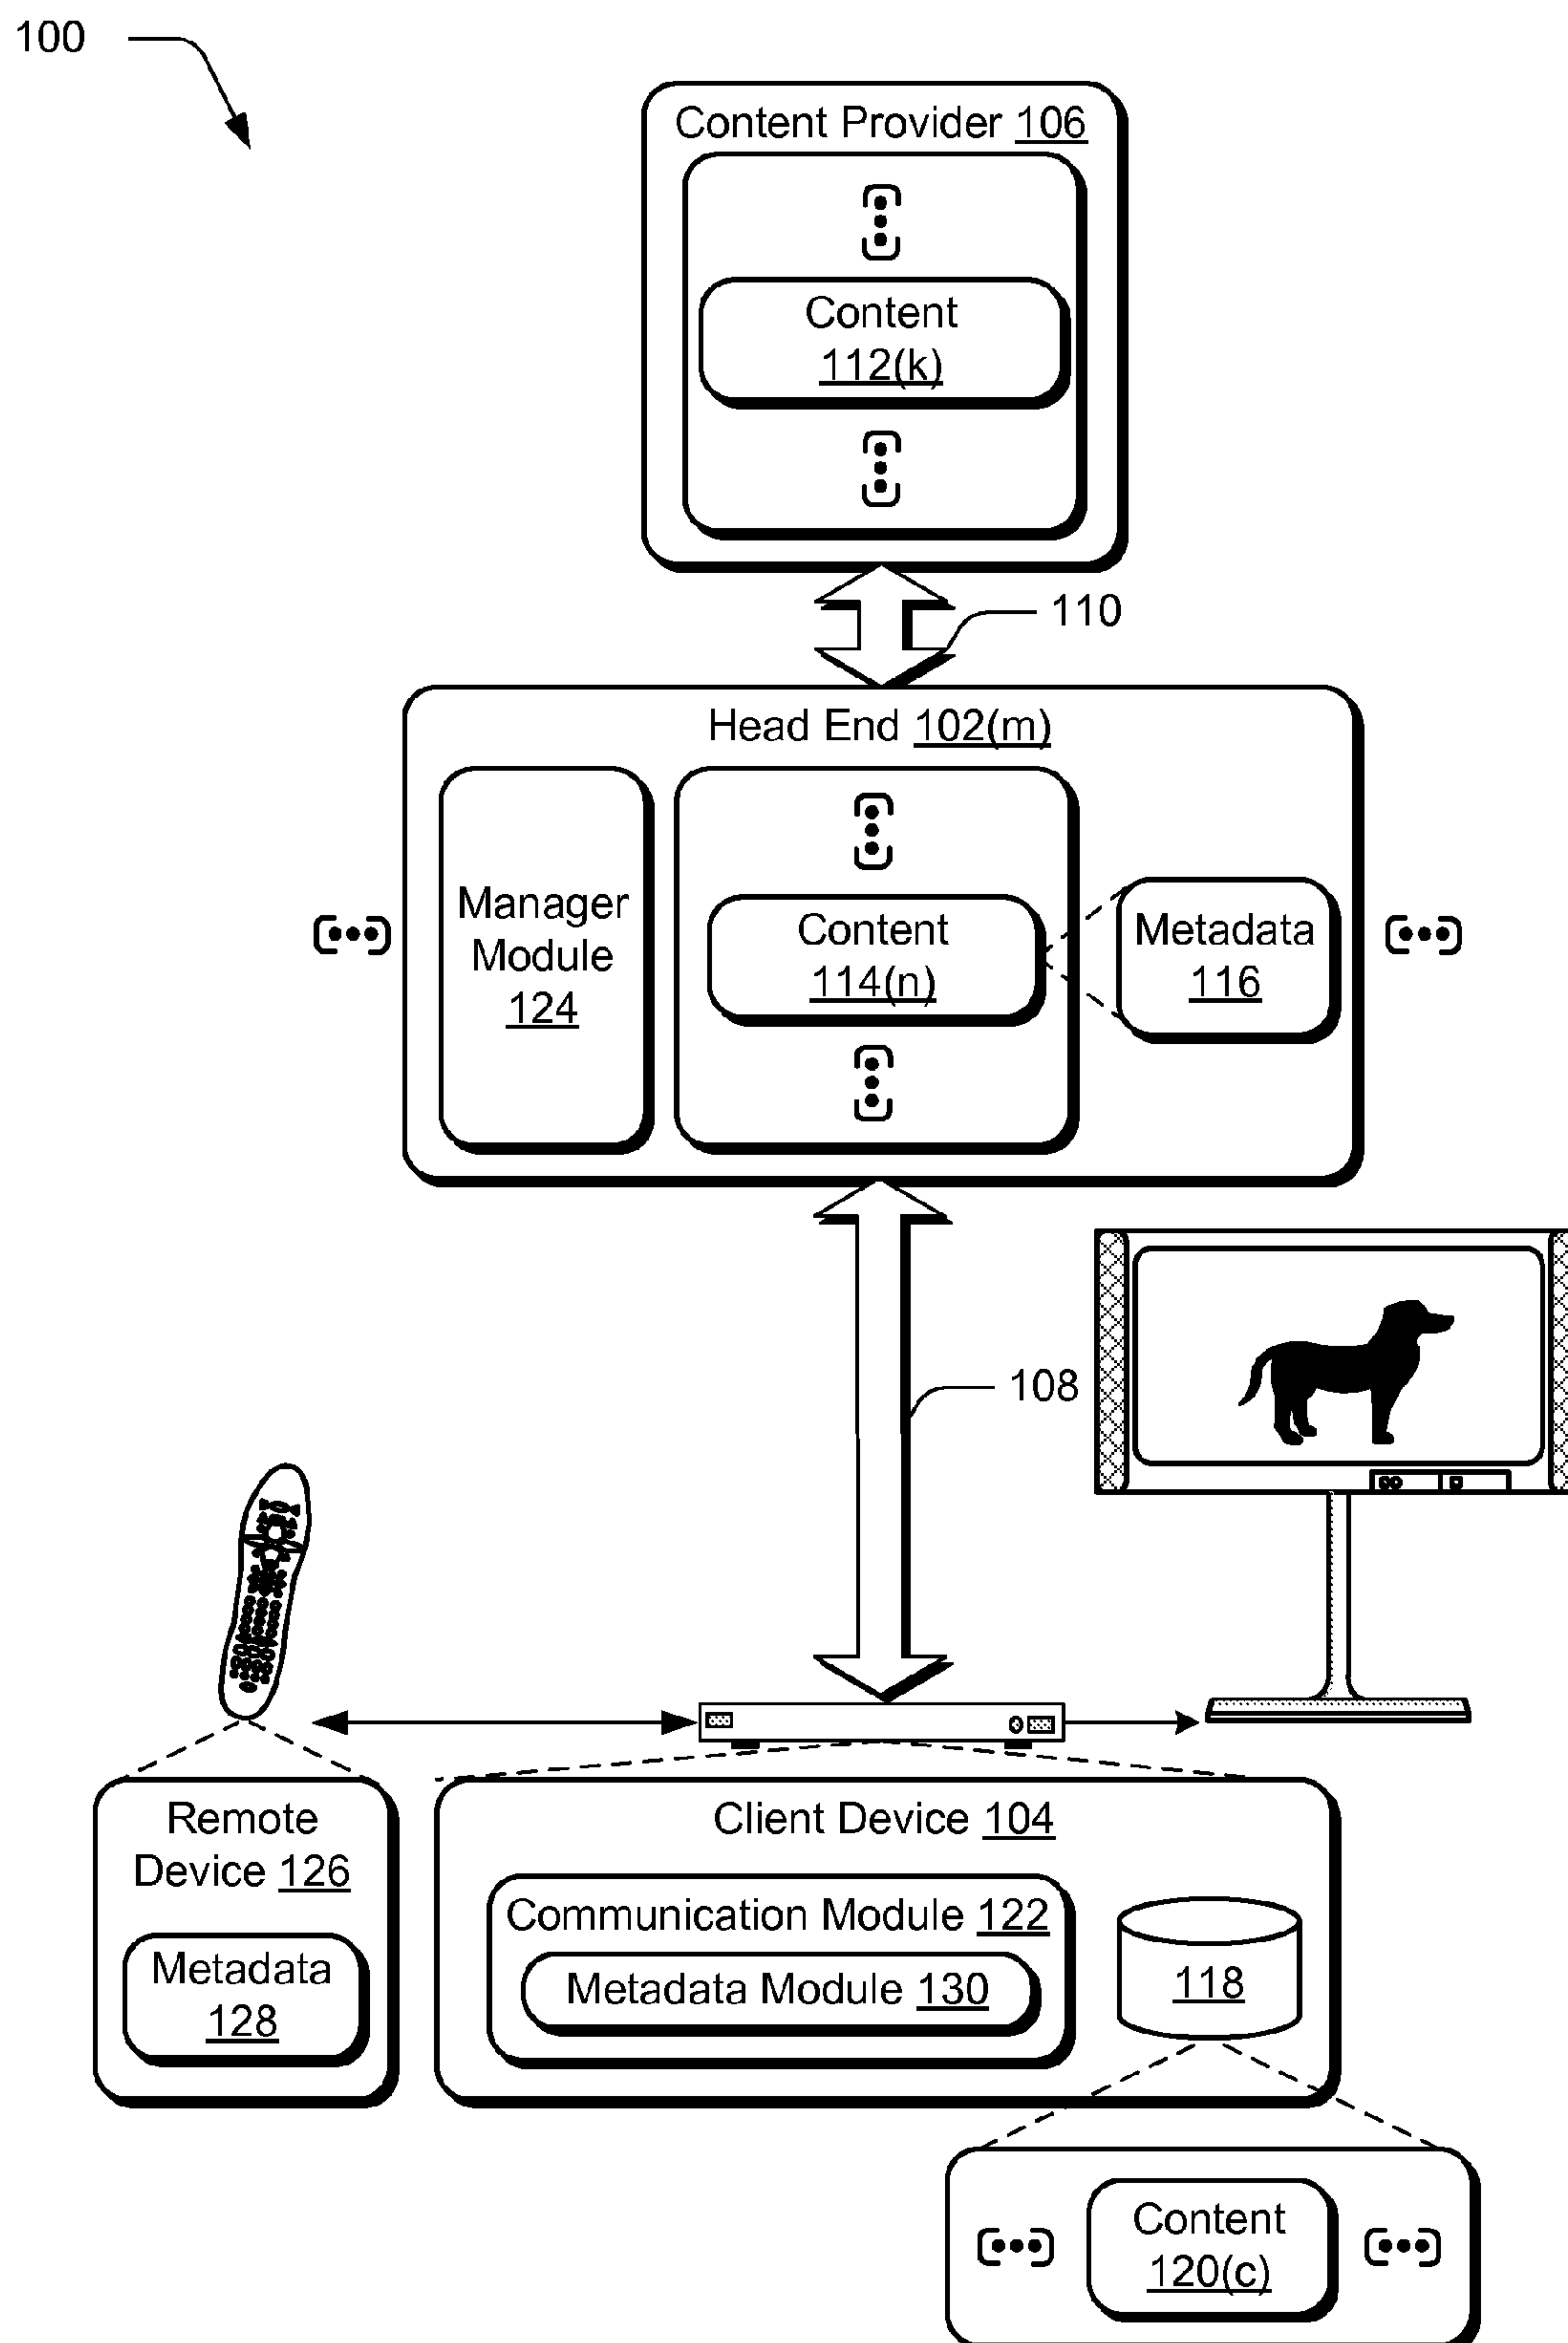 100
Content Provider 106
Content
112(k)
110
Head End 102(m)
Manager
Module
124
Content
114(n)
Metadata
116
108
Remote
Device 126
Metadata
128
Client Device 104
Communication Module 122
Metadata Module 130
118
Content
120(c)